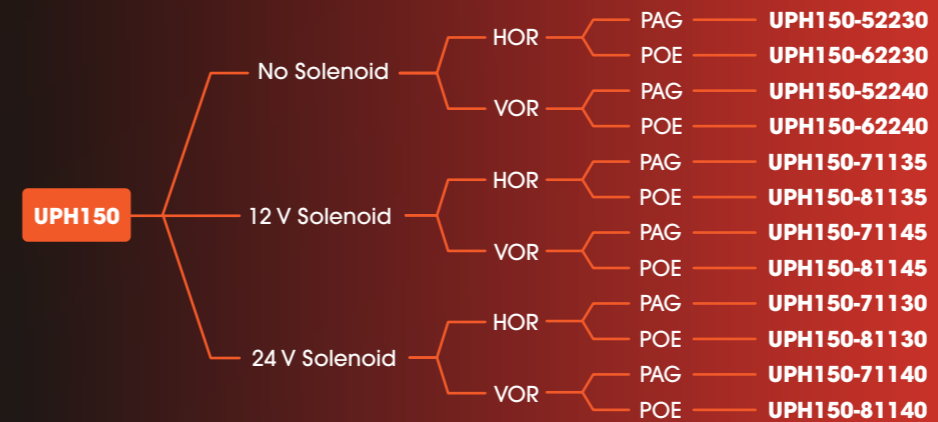 PAG UPH150-52230
HOR
POE UPH150-62230
No Solenoid
PAG UPH150-52240
VOR
POE UPH150-62240
PAG UPH150-71135
HOR
POE UPH150-81135
UPH150
12 V Solenoid
PAG UPH150-71145
VOR
POE UPH150-81145
PAG UPH150-71130
HOR
POE UPH150-81130
24 V Solenoid
PAG UPH150-71140
VOR
POE UPH150-81140